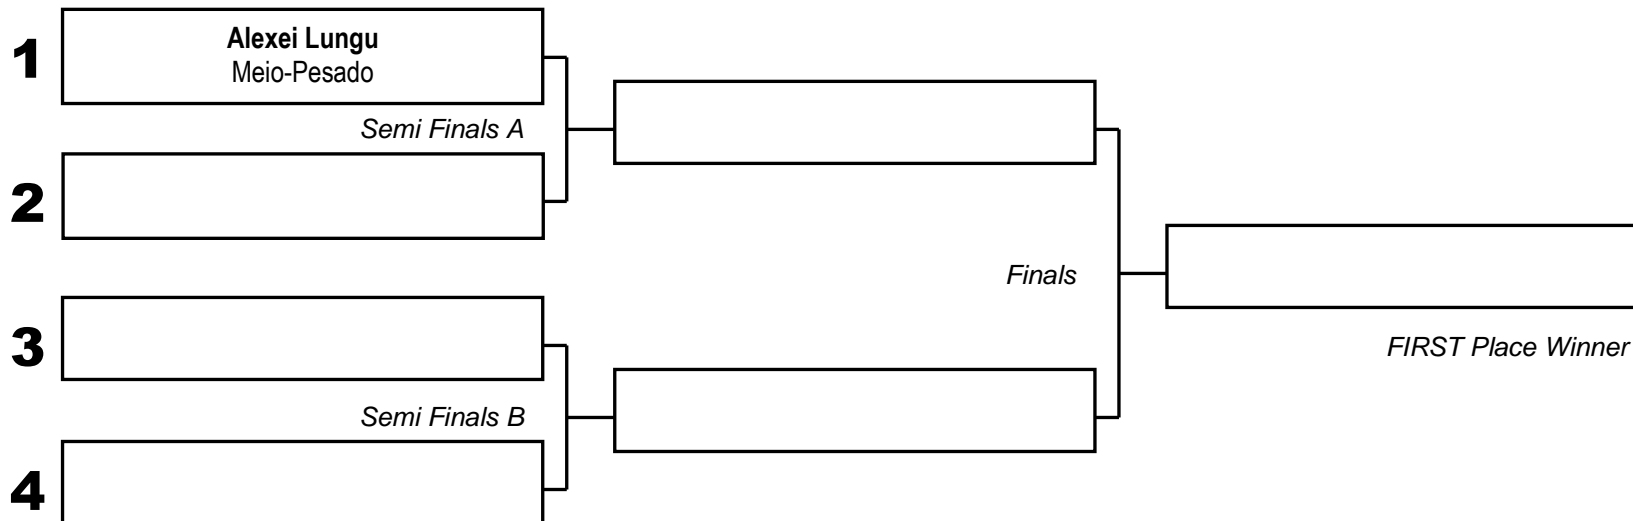 1
Alexei Lungu
Meio-Pesado
Semi Finals A
2
Finals
3
FIRST Place Winner
Semi Finals B
4